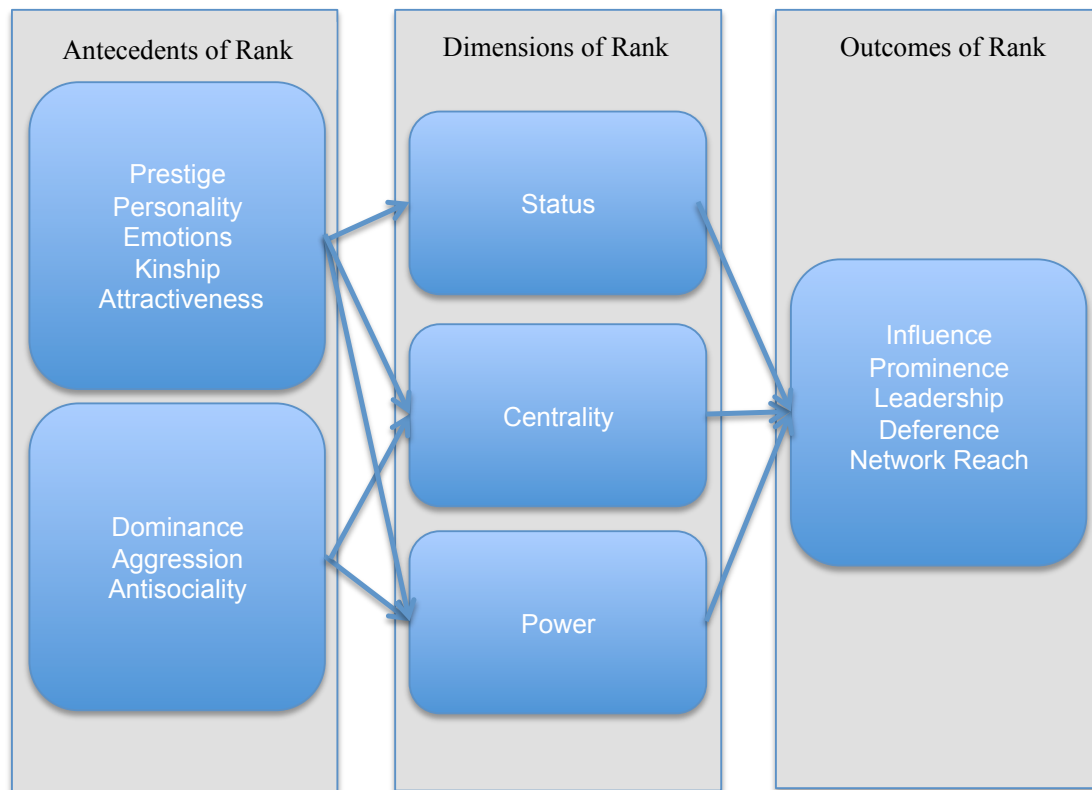 Antecedents of Rank
Prestige
Personality
Emotions
Kinship
Attractiveness
Dominance
Aggression
Antisociality
Dimensions of Rank
Status
Centrality
Power
Outcomes of Rank
Influence
Prominence
Leadership
Deference
Network Reach